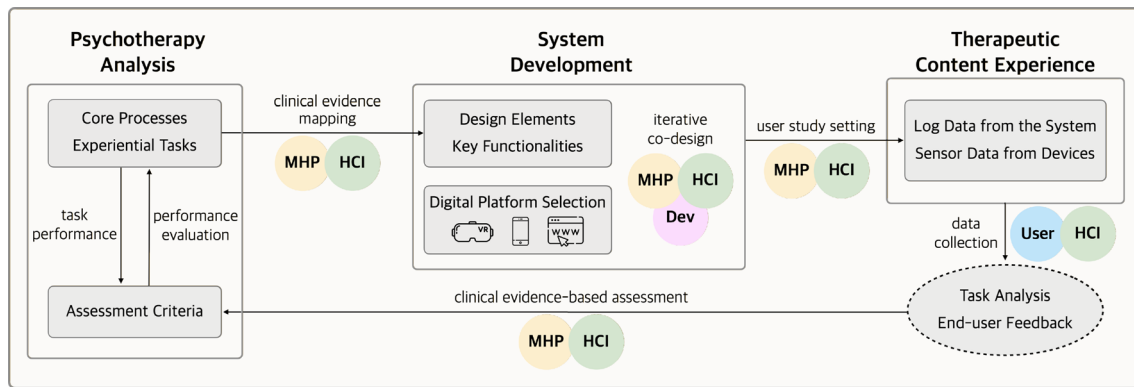 Psychotherapy
Analysis
Core Processes
Experiential Tasks
task
performance
performance
evaluation
Assessment Criteria
clinical evidence
mapping
MHP
HCI
System
Development
Design Elements
Key Functionalities
Digital Platform Selection
VR
WWW
iterative
co-design
MHP
HCI
Dev
user study setting
MHP
HCI
Therapeutic
Content Experience
Log Data from the System
Sensor Data from Devices
data
collection
User
HCI
Task Analysis
End-user Feedback
clinical evidence-based assessment
MHP
HCI